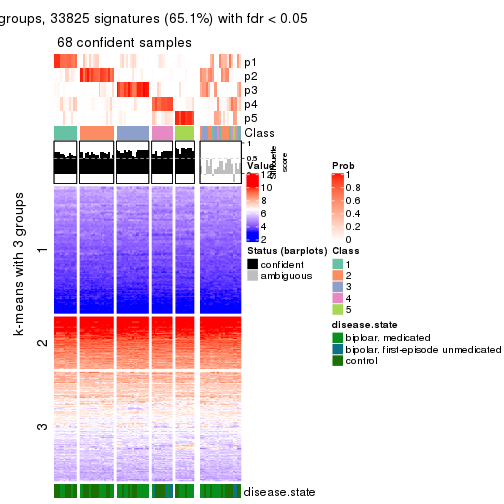 groups, 33825 signatures (65.1%) with fdr < 0.05
68 confident samples
p1
p2
p3
p4
p5
Class
1
0.5
Silhouette
score
k-means with 3 groups
1
2
3
disease.state
Value
12
10
8
6
4
2
Prob
1
0.8
0.6
0.4
0.2
0
Status (barplots)
confident
ambiguous
Class
1
2
3
4
5
disease.state
biploar. medicated
bipolar. first-episode unmedicated
control